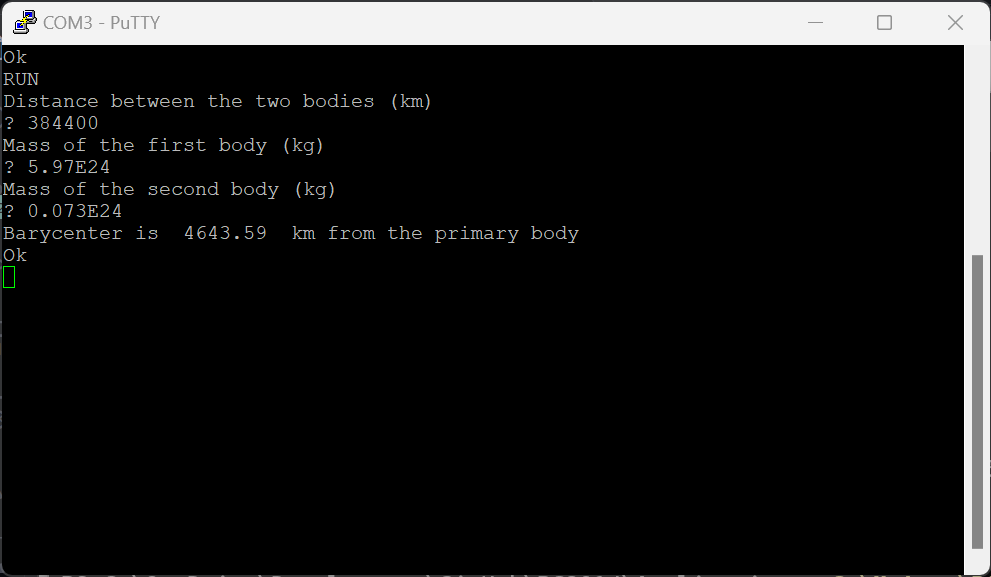 COM3 - PuTTY
Ok
RUN
Distance between the two bodies (km)
? 384400
Mass of the first body (kg)
? 5.97E24
Mass of the second body (kg)
? 0.073E24
Barycenter is  4643.59  km from the primary body
Ok